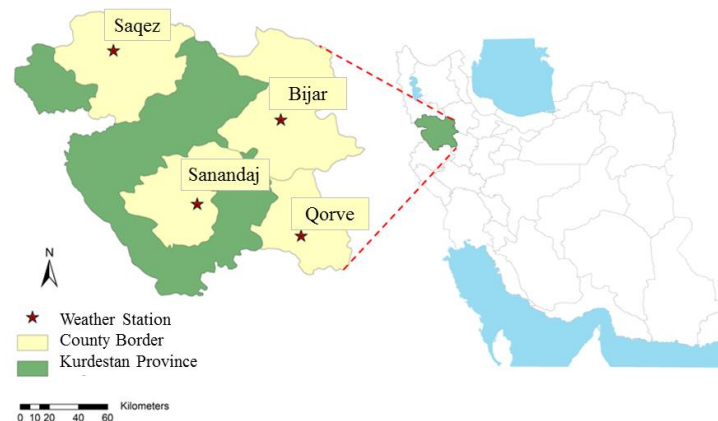 Saqez
Bijar
Sanandaj
Qorve
N
Weather Station
County Border
Kurdestan Province
Kilometers
0 10 20 40 60